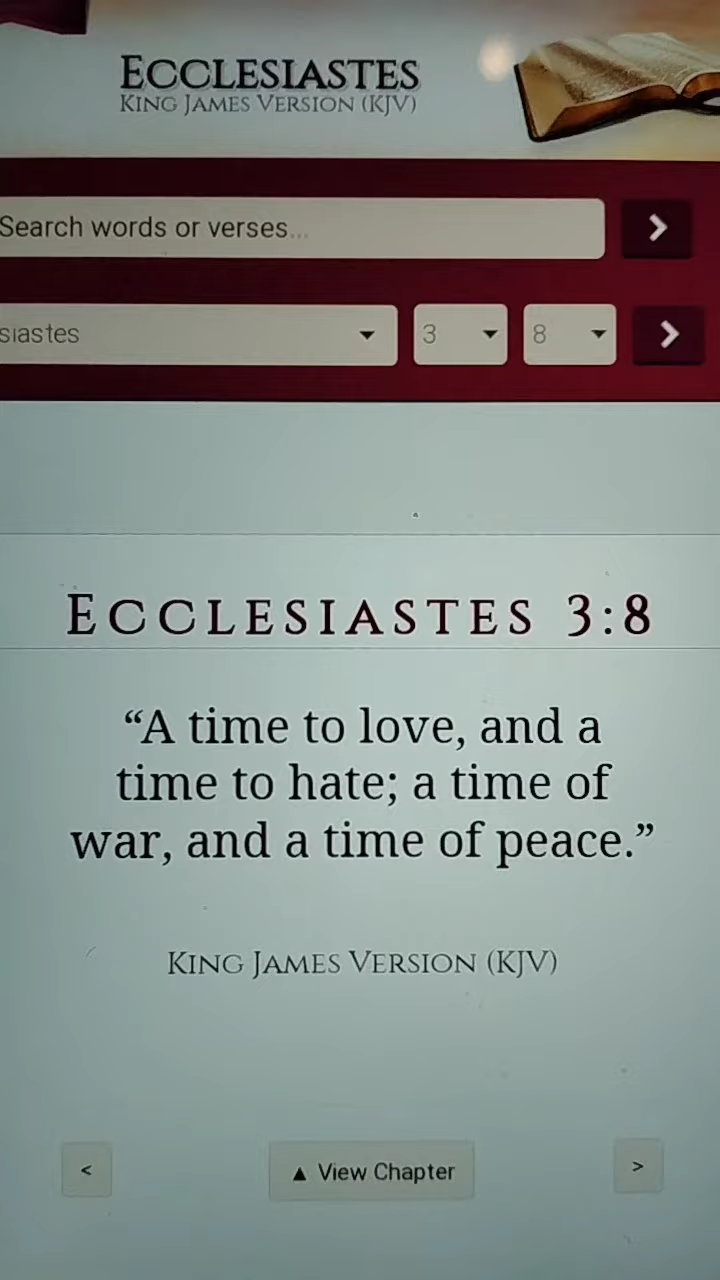 Ecclesiastes
King James Version (KJV)
Search words or verses...
siastes
3
8
Ecclesiastes 3:8
“A time to love, and a
time to hate; a time of
war, and a time of peace.”
King James Version (KJV)
<
▲ View Chapter
>